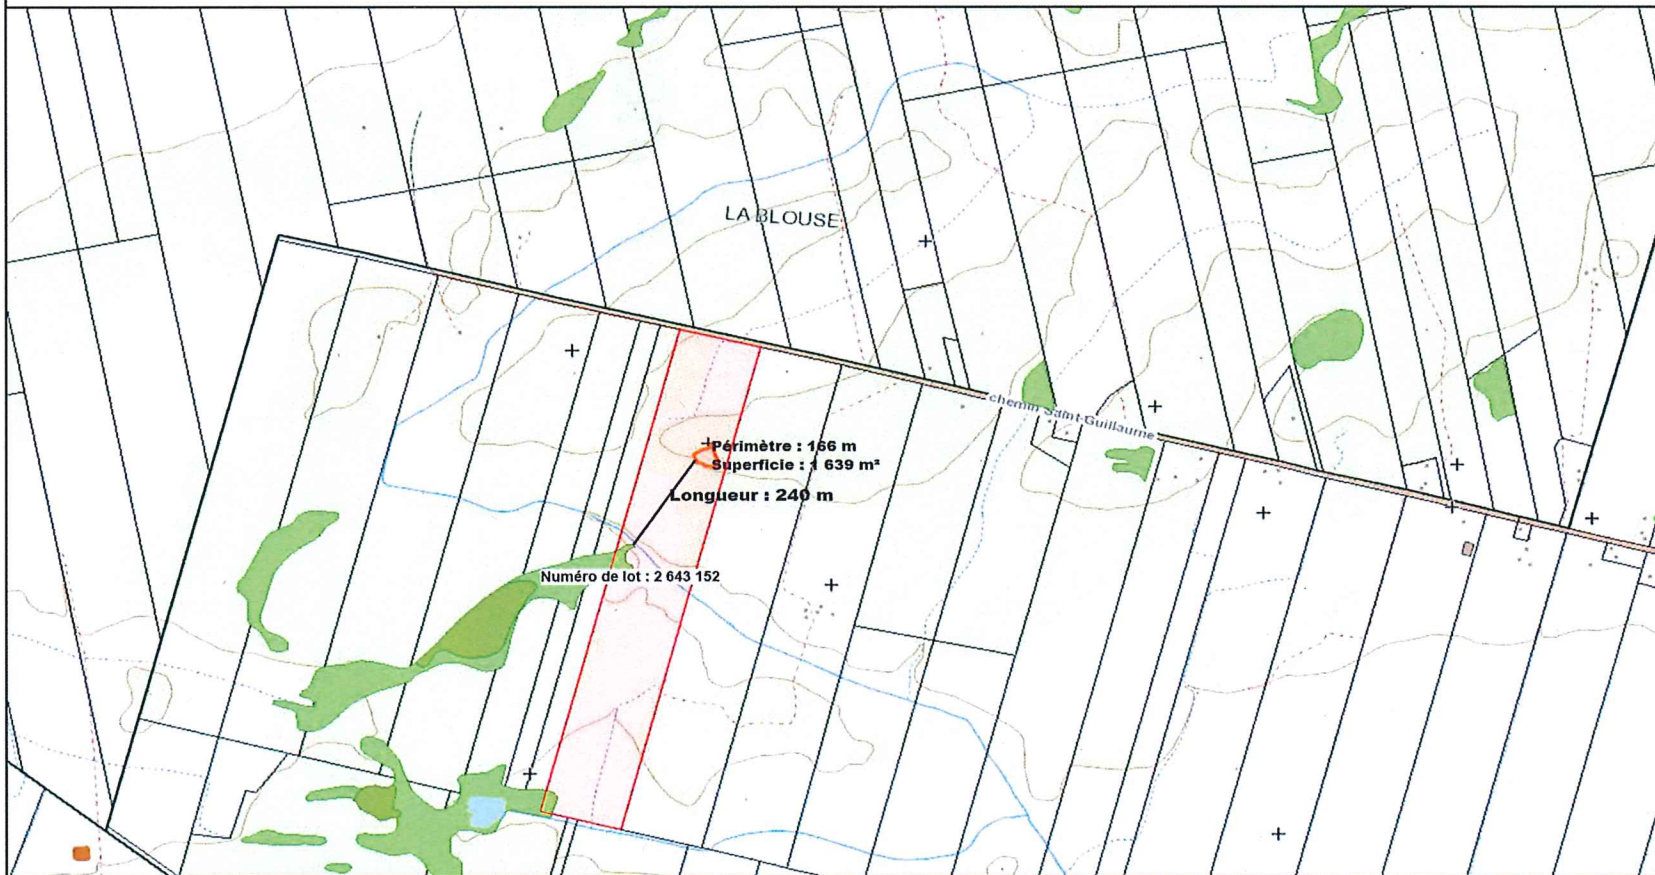 LA BLOUSE
chemin Saint-Guillaume
Périmètre : 166 m
Superficie : 1 639 m²
Longueur : 240 m
Numéro de lot : 2 643 152